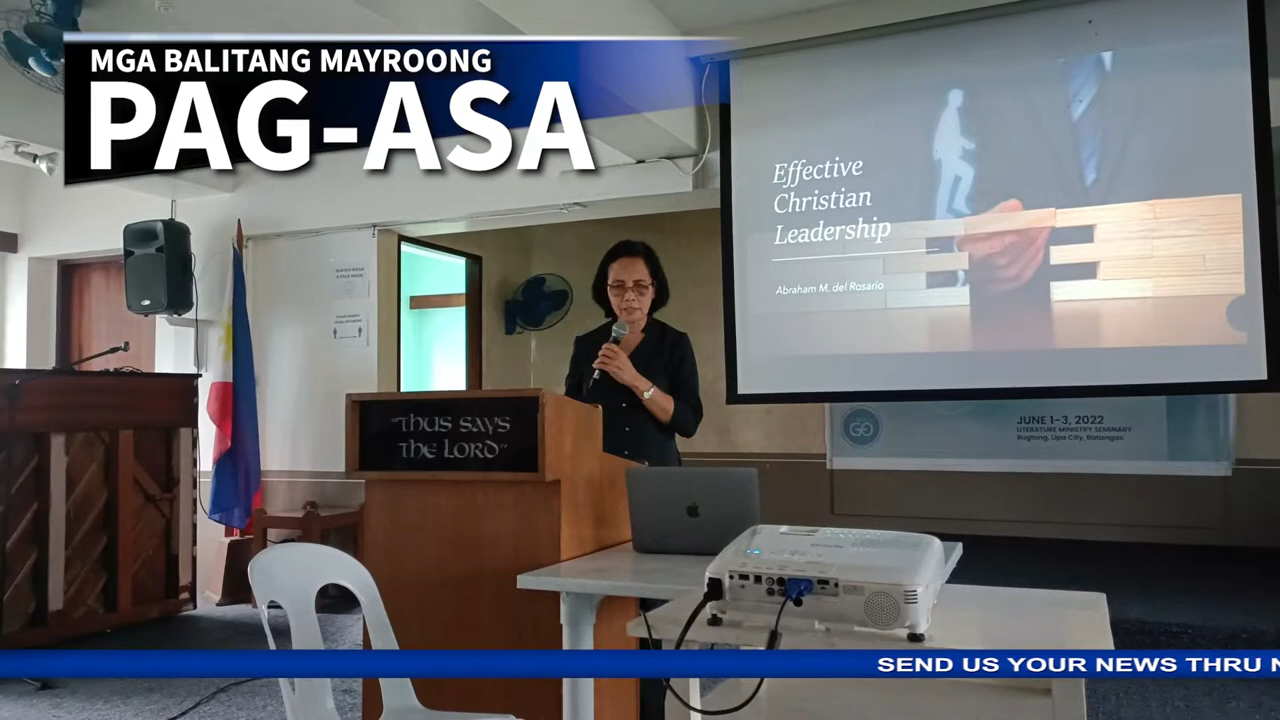 MGA BALITANG MAYROONG
PAG-ASA
Effective
Christian
Leadership
Abraham M. del Rosario
"THUS SAYS
THE LORD"
JUNE 1-3, 2022
LITERATURE MINISTRY SEMINARY
Bugtong, Lipa City, Batangas
SEND US YOUR NEWS THRU